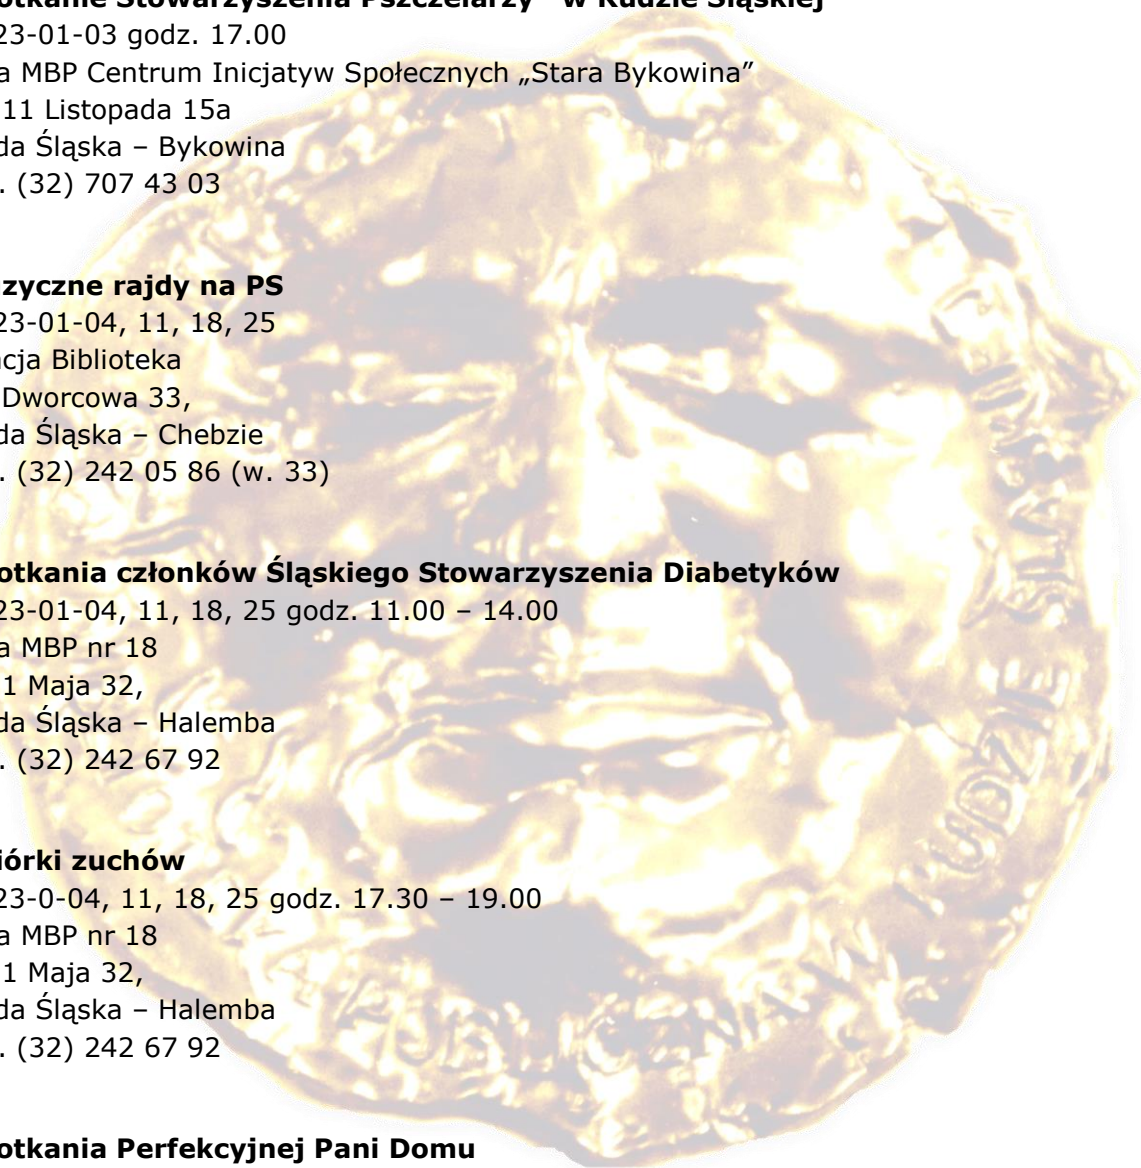 otkanie Stowarzyszenia Pszczelarzy” w Rudzie Śląskiej
23-01-03 godz. 17.00
a MBP Centrum Inicjatyw Społecznych „Stara Bykowina”
11 Listopada 15a
da Śląska – Bykowina
. (32) 707 43 03
zyczne rajdy na PS
23-01-04, 11, 18, 25
cja Biblioteka
Dworcowa 33,
da Śląska – Chebzie
. (32) 242 05 86 (w. 33)
otkania członków Śląskiego Stowarzyszenia Diabetyków
23-01-04, 11, 18, 25 godz. 11.00 – 14.00
a MBP nr 18
1 Maja 32,
da Śląska – Halemba
. (32) 242 67 92
iórki zuchów
23-0-04, 11, 18, 25 godz. 17.30 – 19.00
a MBP nr 18
1 Maja 32,
da Śląska – Halemba
. (32) 242 67 92
otkania Perfekcyjnej Pani Domu